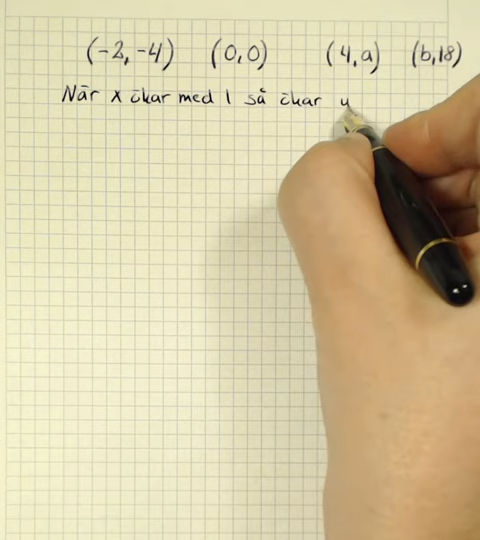 (-2,-4) (0,0) (4,a) (b,18)
När x ökar med 1 så ökar y